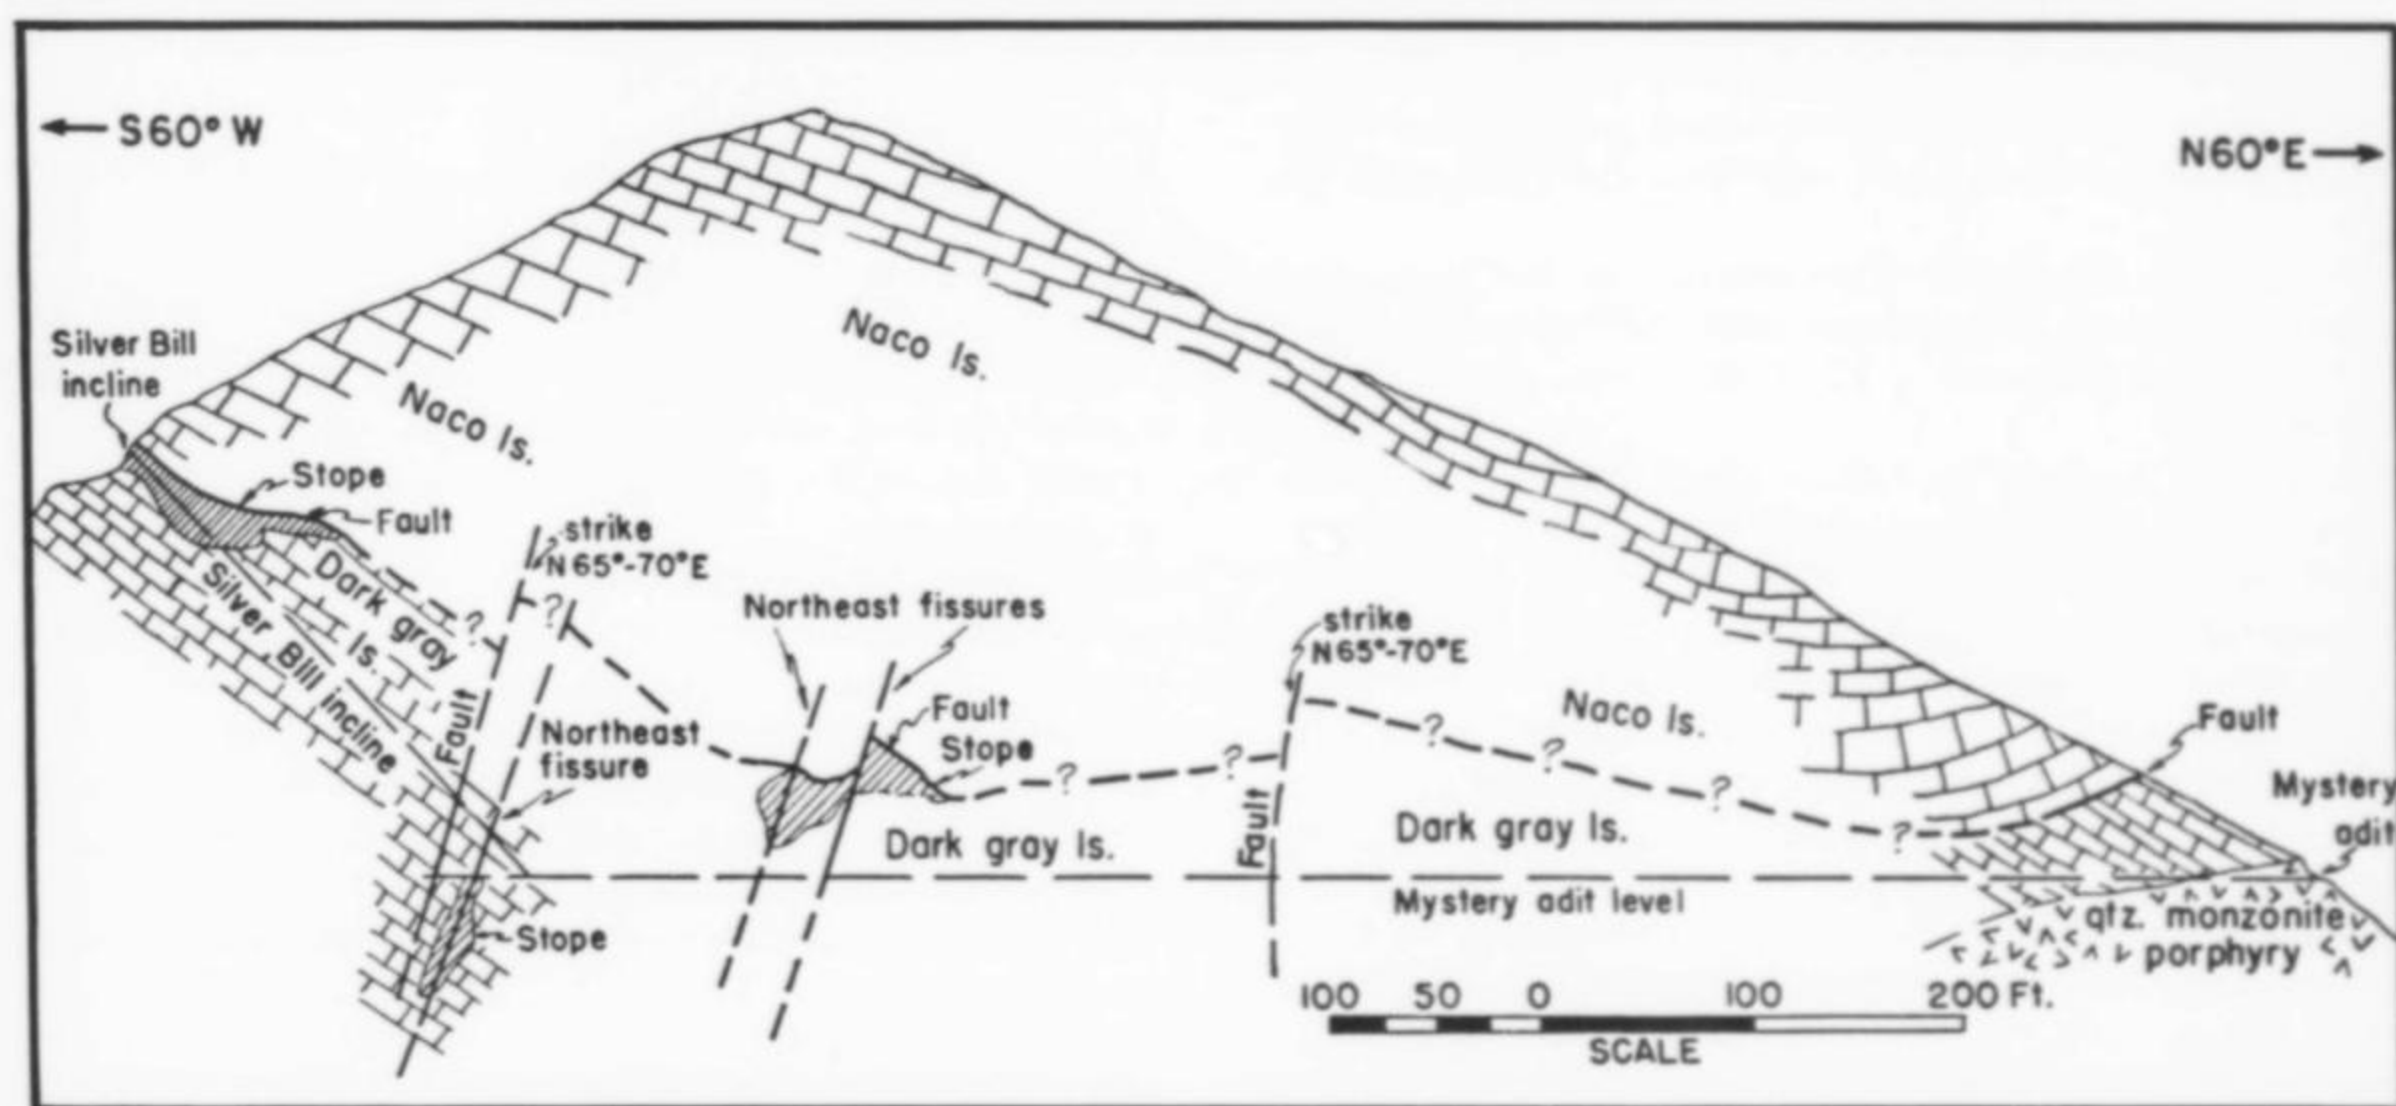 S60° W
N60°E
Silver Bill
incline
Naco ls.
Naco ls.
Stope
Fault
strike
N65°-70°E
Dark gray
ls.
Silver Bill incline
?
?
Fault
Northeast
fissure
Stope
Northeast fissures
Fault
Stope
?
?
Dark gray ls.
strike
N65°-70°E
Fault
Naco ls.
?
?
?
?
Dark gray ls.
Mystery adit level
Fault
Mystery
adit
qtz. monzonite
porphyry
100 50 0 100 200 Ft.
SCALE